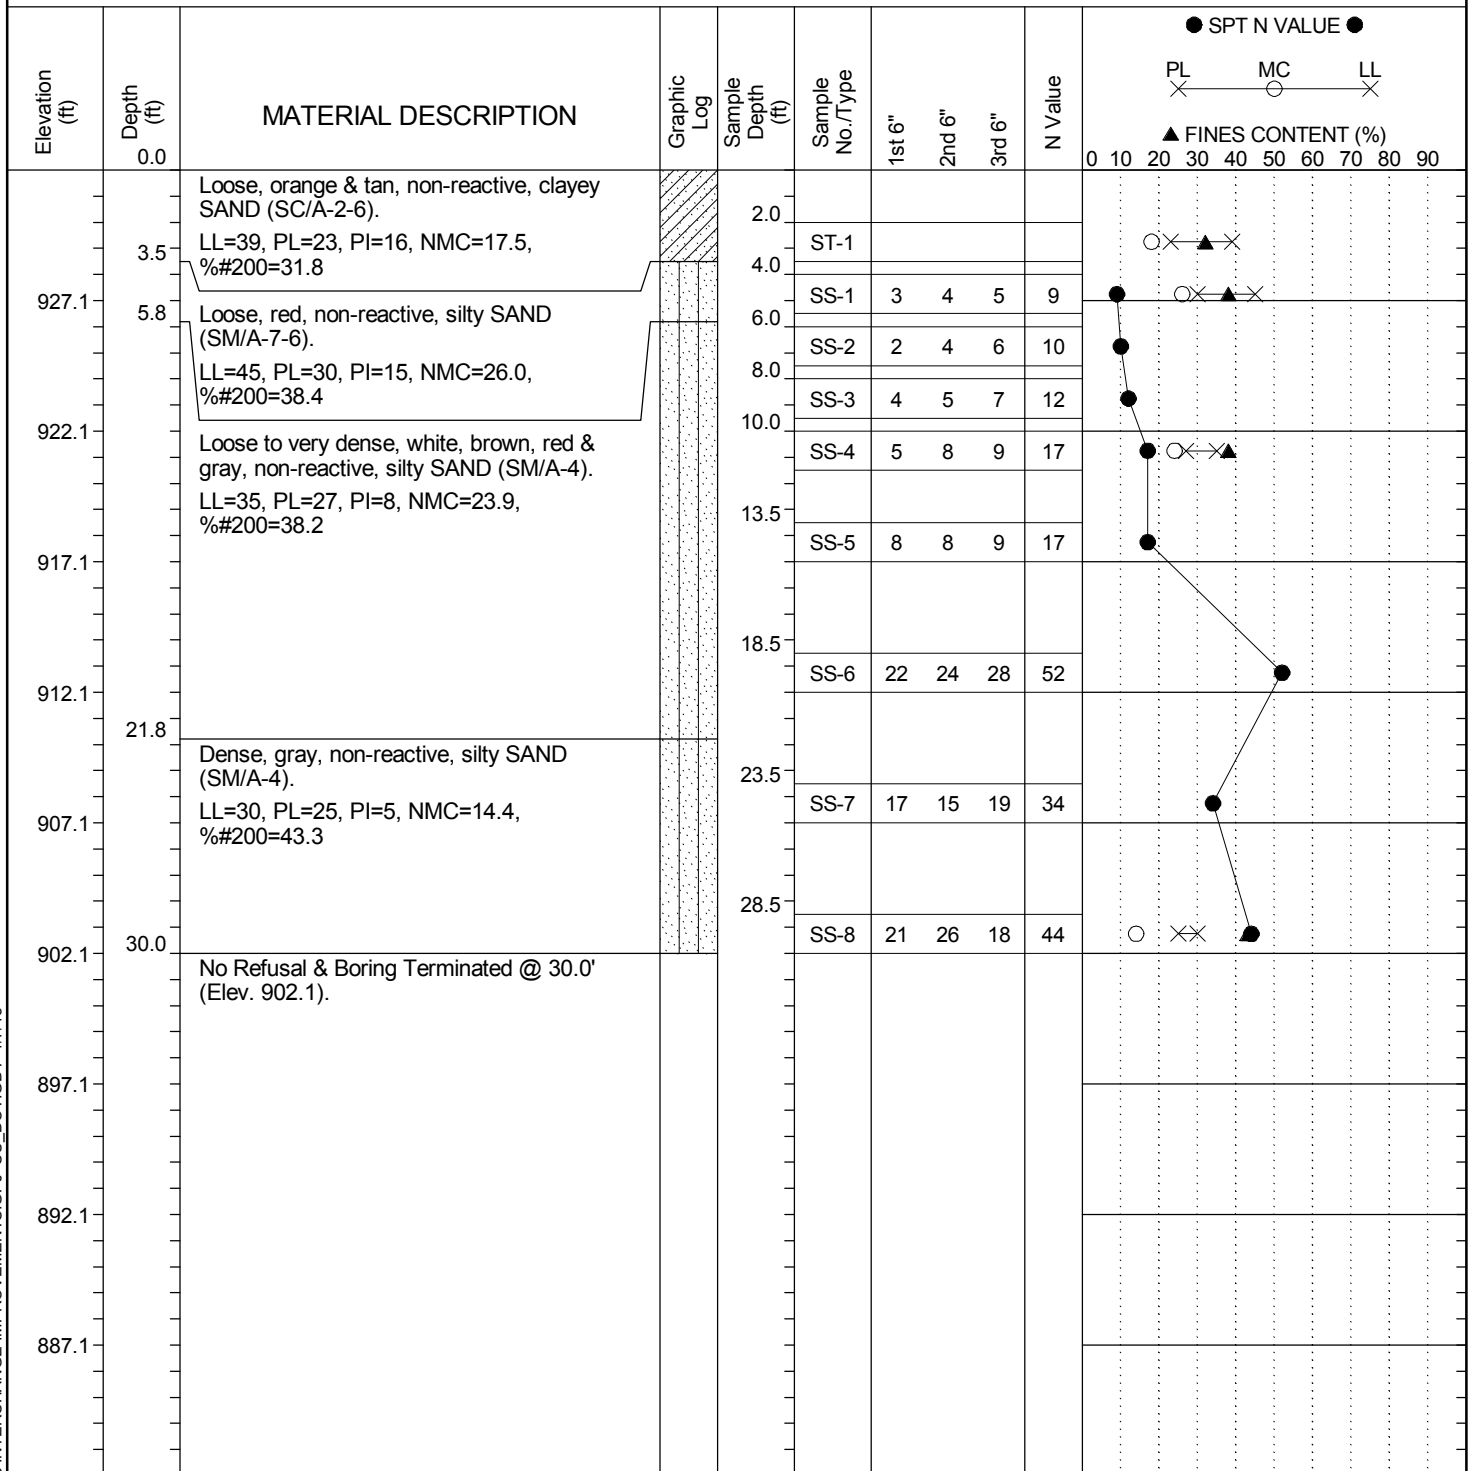 ● SPT N VALUE ●
PL MC LL
▲ FINES CONTENT (%)
0 10 20 30 40 50 60 70 80 90
Elevation (ft)
Depth (ft)
0.0
MATERIAL DESCRIPTION
Graphic Log
Sample Depth (ft)
Sample No./Type
1st 6"
2nd 6"
3rd 6"
N Value
Loose, orange & tan, non-reactive, clayey
SAND (SC/A-2-6).
2.0
LL=39, PL=23, PI=16, NMC=17.5,
ST-1
3.5
%#200=31.8
4.0
927.1
SS-1 3 4 5 9
5.8
Loose, red, non-reactive, silty SAND
6.0
(SM/A-7-6).
SS-2 2 4 6 10
LL=45, PL=30, PI=15, NMC=26.0,
8.0
%#200=38.4
SS-3 4 5 7 12
10.0
922.1
Loose to very dense, white, brown, red &
SS-4 5 8 9 17
gray, non-reactive, silty SAND (SM/A-4).
LL=35, PL=27, PI=8, NMC=23.9,
13.5
%#200=38.2
SS-5 8 8 9 17
917.1
18.5
SS-6 22 24 28 52
912.1
21.8
Dense, gray, non-reactive, silty SAND
23.5
(SM/A-4).
SS-7 17 15 19 34
LL=30, PL=25, PI=5, NMC=14.4,
907.1
%#200=43.3
28.5
SS-8 21 26 18 44
30.0
902.1
No Refusal & Boring Terminated @ 30.0'
(Elev. 902.1).
897.1
892.1
887.1